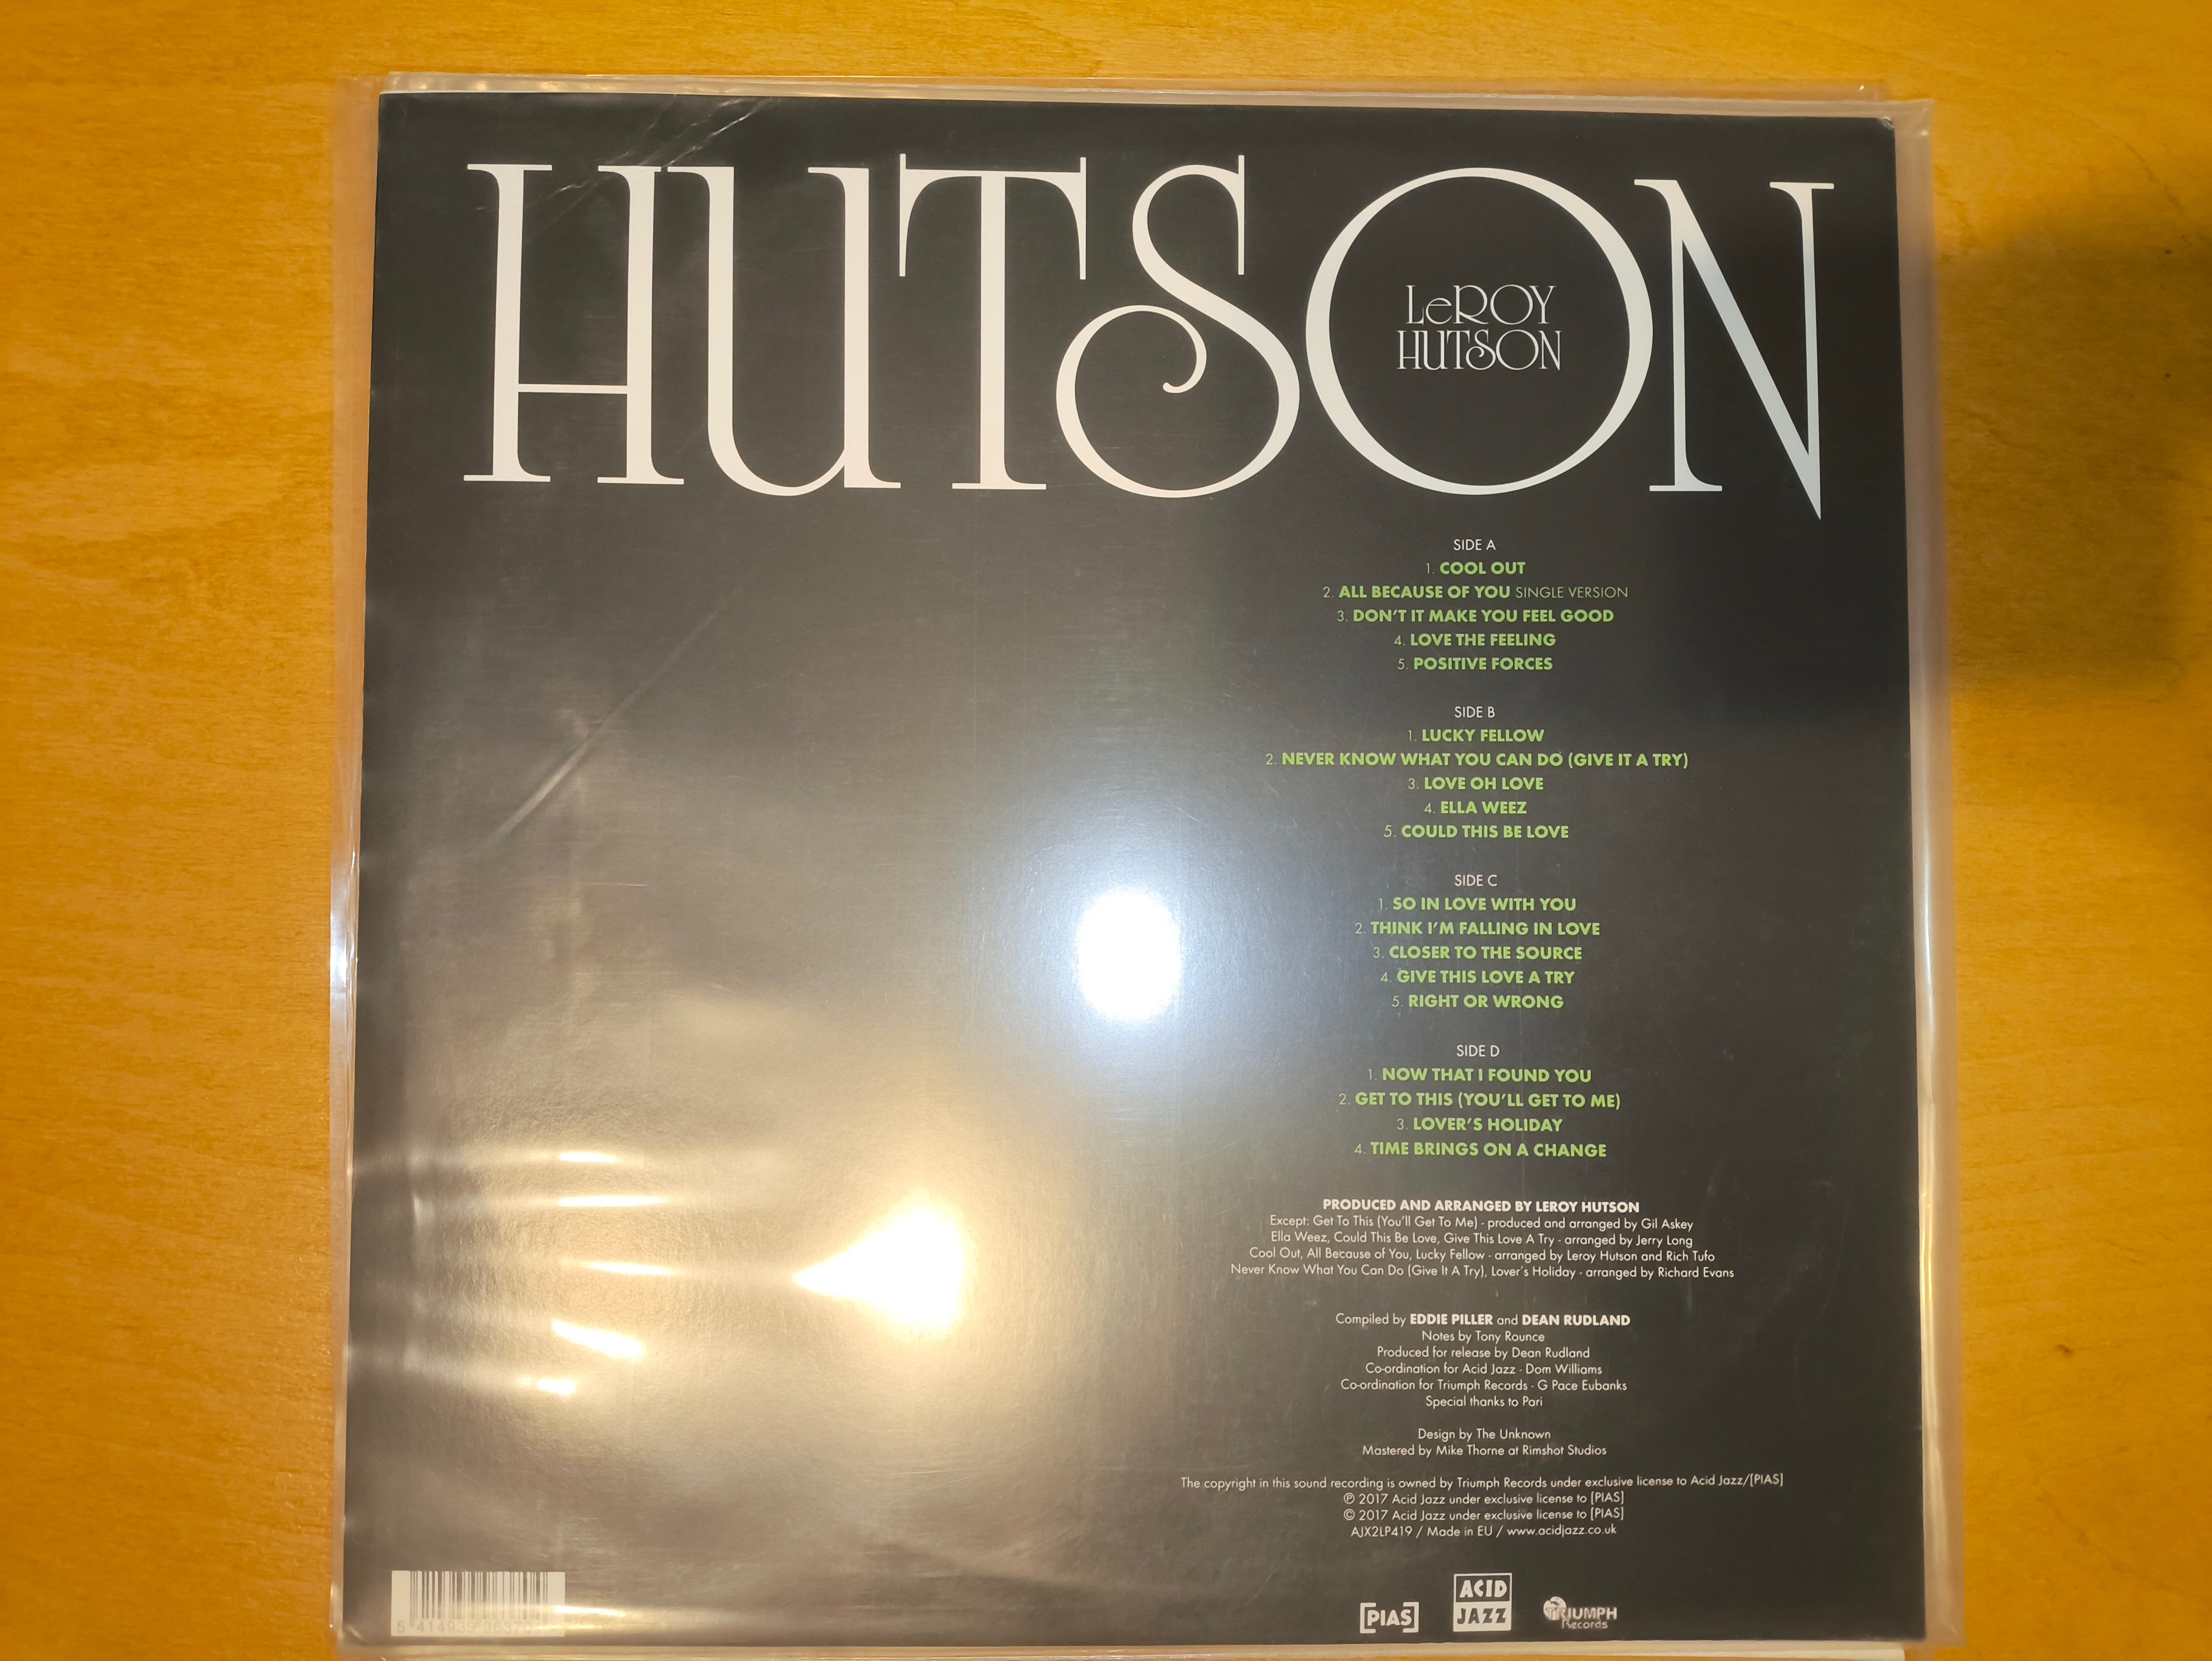 HUTSON
LeROY
HUTSON
SIDE A
1. COOL OUT
2. ALL BECAUSE OF YOU SINGLE VERSION
3. DON'T IT MAKE YOU FEEL GOOD
4. LOVE THE FEELING
5. POSITIVE FORCES
SIDE B
1. LUCKY FELLOW
2. NEVER KNOW WHAT YOU CAN DO (GIVE IT A TRY)
3. LOVE OH LOVE
4. ELLA WEEZ
5. COULD THIS BE LOVE
SIDE C
1. SO IN LOVE WITH YOU
2. THINK I'M FALLING IN LOVE
3. CLOSER TO THE SOURCE
4. GIVE THIS LOVE A TRY
5. RIGHT OR WRONG
SIDE D
1. NOW THAT I FOUND YOU
2. GET TO THIS (YOU'LL GET TO ME)
3. LOVER'S HOLIDAY
4. TIME BRINGS ON A CHANGE
PRODUCED AND ARRANGED BY LEROY HUTSON
Except: Get To This (You'll Get To Me) - produced and arranged by Gil Askey
Ella Weez, Could This Be Love, Give This Love A Try - arranged by Jerry Long
Cool Out, All Because of You, Lucky Fellow - arranged by Leroy Hutson and Rich Tufo
Never Know What You Can Do (Give It A Try), Lover's Holiday - arranged by Richard Evans
Compiled by EDDIE PILLER and DEAN RUDLAND
Notes by Tony Rounce
Produced for release by Dean Rudland
Co-ordination for Acid Jazz - Dom Williams
Co-ordination for Triumph Records - G Pace Eubanks
Special thanks to Pari
Design by The Unknown
Mastered by Mike Thorne at Rimshot Studios
The copyright in this sound recording is owned by Triumph Records under exclusive license to Acid Jazz/[PIAS]
℗ 2017 Acid Jazz under exclusive license to [PIAS]
© 2017 Acid Jazz under exclusive license to [PIAS]
AJX2LP419 / Made in EU / www.acidjazz.co.uk
[PIAS]
ACID
JAZZ
TRIUMPH
Records